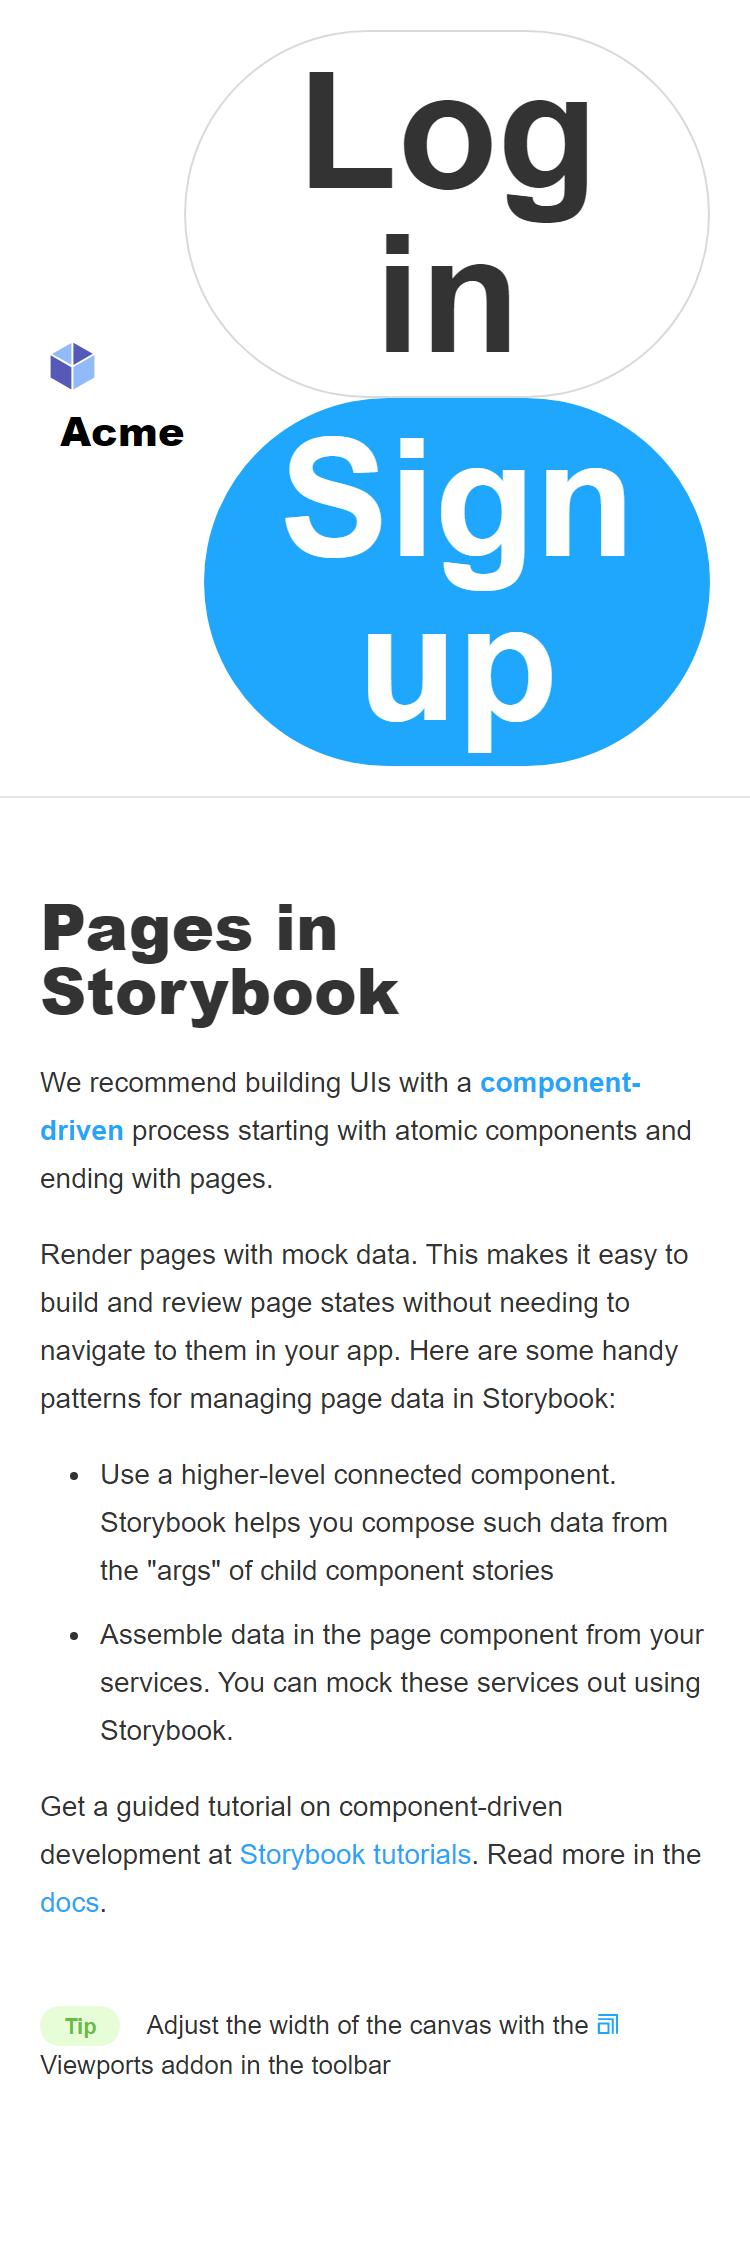 Log
in
Acme
Sign
up
Pages in
Storybook
We recommend building UIs with a component-
driven process starting with atomic components and
ending with pages.
Render pages with mock data. This makes it easy to
build and review page states without needing to
navigate to them in your app. Here are some handy
patterns for managing page data in Storybook:
Use a higher-level connected component.
Storybook helps you compose such data from
the "args" of child component stories
Assemble data in the page component from your
services. You can mock these services out using
Storybook.
Get a guided tutorial on component-driven
development at Storybook tutorials. Read more in the
docs.
Tip Adjust the width of the canvas with the
Viewports addon in the toolbar